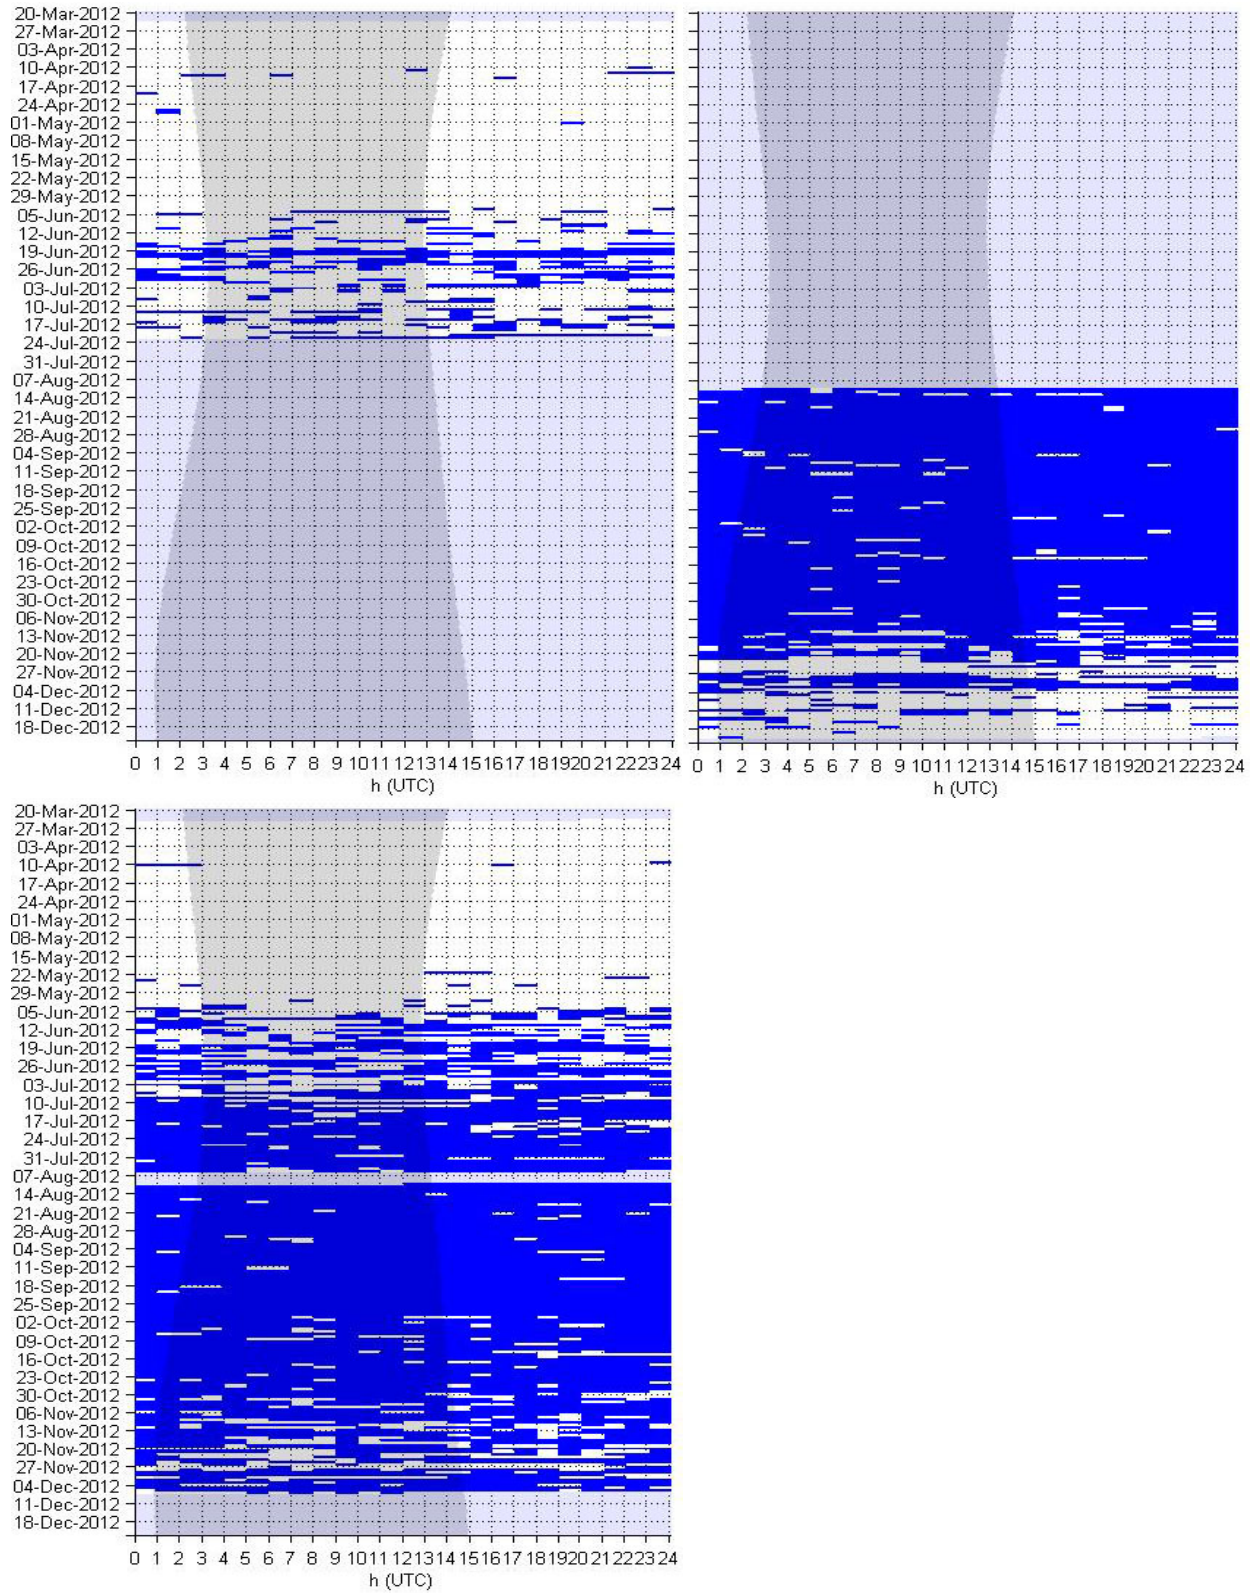 20-Mar-2012
27-Mar-2012
03-Apr-2012
10-Apr-2012
17-Apr-2012
24-Apr-2012
01-May-2012
08-May-2012
15-May-2012
22-May-2012
29-May-2012
05-Jun-2012
12-Jun-2012
19-Jun-2012
26-Jun-2012
03-Jul-2012
10-Jul-2012
17-Jul-2012
24-Jul-2012
31-Jul-2012
07-Aug-2012
14-Aug-2012
21-Aug-2012
28-Aug-2012
04-Sep-2012
11-Sep-2012
18-Sep-2012
25-Sep-2012
02-Oct-2012
09-Oct-2012
16-Oct-2012
23-Oct-2012
30-Oct-2012
06-Nov-2012
13-Nov-2012
20-Nov-2012
27-Nov-2012
04-Dec-2012
11-Dec-2012
18-Dec-2012
0 1 2 3 4 5 6 7 8 9 10 11 12 13 14 15 16 17 18 19 20 21 22 23 24
h (UTC)
0 1 2 3 4 5 6 7 8 9 10 11 12 13 14 15 16 17 18 19 20 21 22 23 24
h (UTC)
20-Mar-2012
27-Mar-2012
03-Apr-2012
10-Apr-2012
17-Apr-2012
24-Apr-2012
01-May-2012
08-May-2012
15-May-2012
22-May-2012
29-May-2012
05-Jun-2012
12-Jun-2012
19-Jun-2012
26-Jun-2012
03-Jul-2012
10-Jul-2012
17-Jul-2012
24-Jul-2012
31-Jul-2012
07-Aug-2012
14-Aug-2012
21-Aug-2012
28-Aug-2012
04-Sep-2012
11-Sep-2012
18-Sep-2012
25-Sep-2012
02-Oct-2012
09-Oct-2012
16-Oct-2012
23-Oct-2012
30-Oct-2012
06-Nov-2012
13-Nov-2012
20-Nov-2012
27-Nov-2012
04-Dec-2012
11-Dec-2012
18-Dec-2012
0 1 2 3 4 5 6 7 8 9 10 11 12 13 14 15 16 17 18 19 20 21 22 23 24
h (UTC)